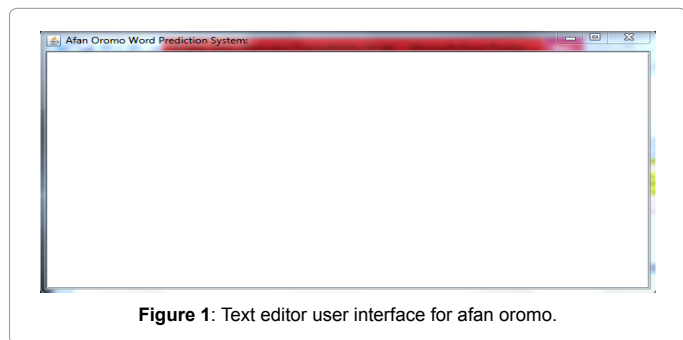 Afan Oromo Word Prediction System:
Figure 1: Text editor user interface for afan oromo.